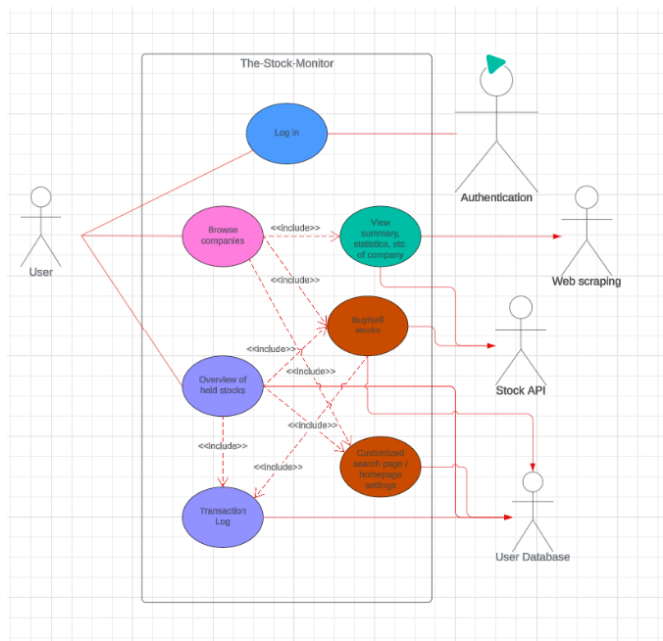 The-Stock-Monitor
Log in
Authentication
User
Browse
companies
<<include>>
View
summary,
statistics, etc.
of company
Web scraping
<<include>>
Buy/sell
stocks
Stock API
<<include>>
<<include>>
Overview of
held stocks
<<include>>
<<include>>
<<include>>
Customized
search page /
homepage
settings
Transaction
Log
User Database